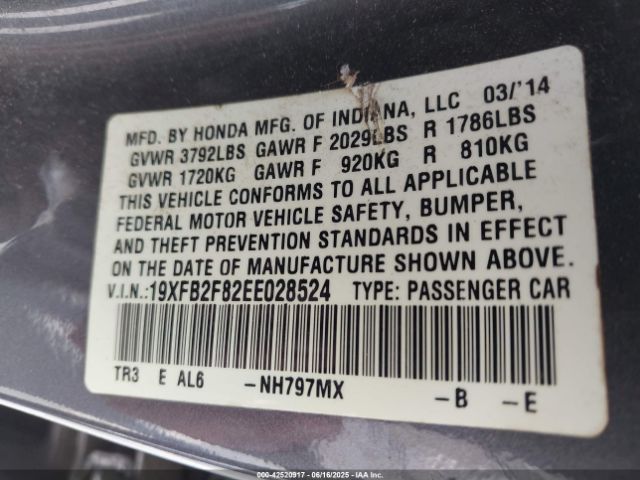 MFD. BY HONDA MFG. OF INDIANA, LLC 03/'14
GVWR 3792LBS GAWR F 2029LBS R 1786LBS
GVWR 1720KG GAWR F 920KG R 810KG
THIS VEHICLE CONFORMS TO ALL APPLICABLE
FEDERAL MOTOR VEHICLE SAFETY, BUMPER,
AND THEFT PREVENTION STANDARDS IN EFFECT
ON THE DATE OF MANUFACTURE SHOWN ABOVE.
V.I.N.:19XFB2F82EE028524 TYPE: PASSENGER CAR
TR3 E AL6 -NH797MX -B -E
000-42520917 - 06/16/2025 - IAAI, Inc.